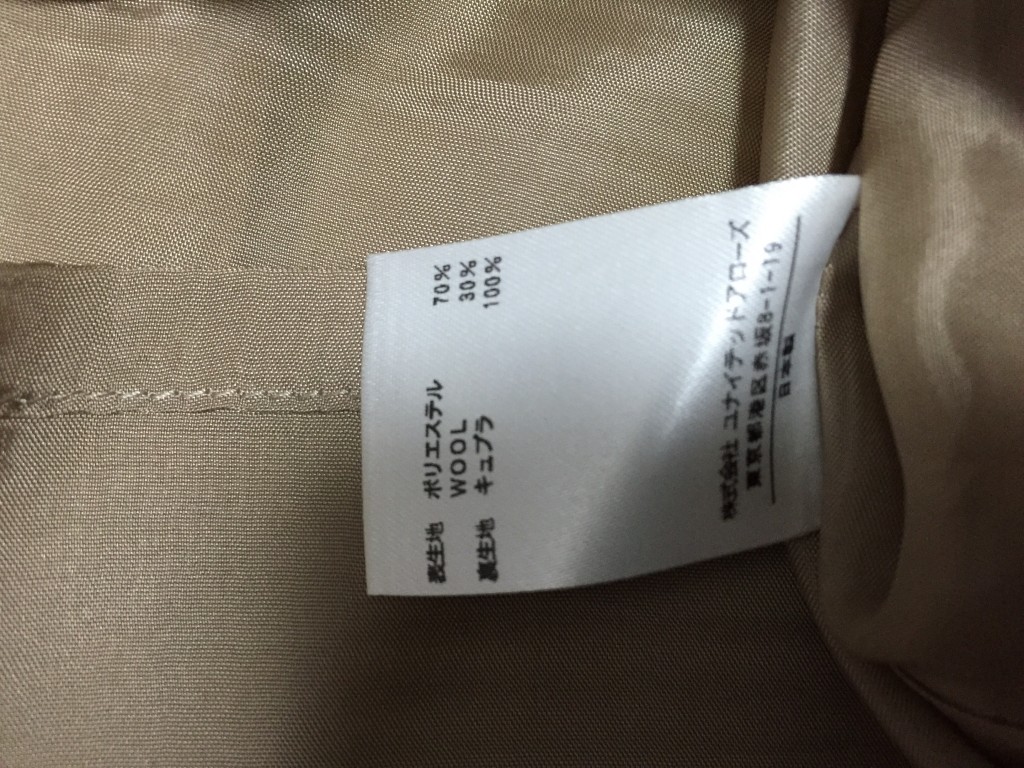 表生地 ポリエステル 70%
WOOL 30%
裏生地 キュプラ 100%
株式会社 ユナイテッドアローズ
東京都港区赤坂8-1-19
日本製